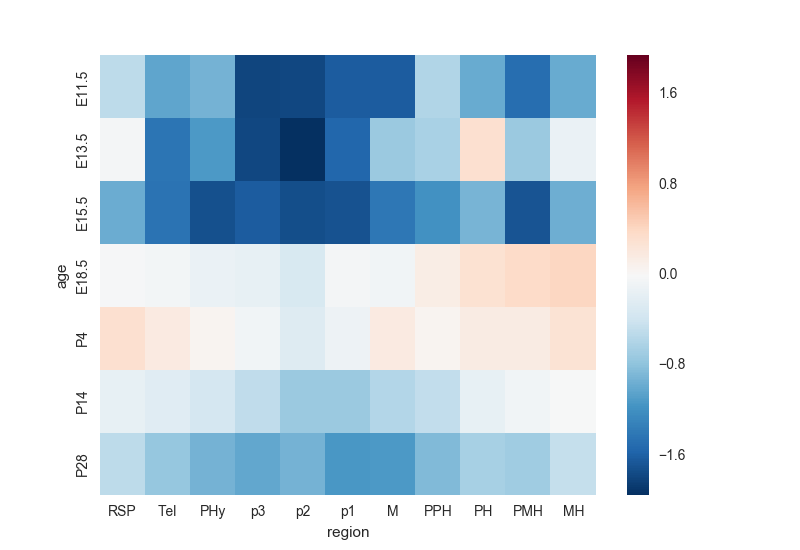 E11.5
E13.5
E15.5
E18.5
P4
P14
P28
age
RSP Tel PHy p3 p2 p1 M PPH PH PMH MH
region
1.6
0.8
0.0
−0.8
−1.6